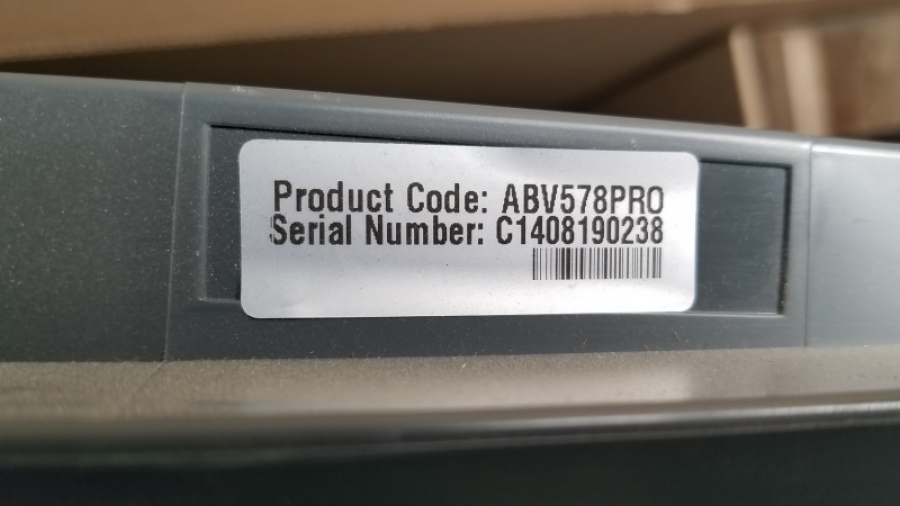 Product Code: ABV578PRO
Serial Number: C1408190238